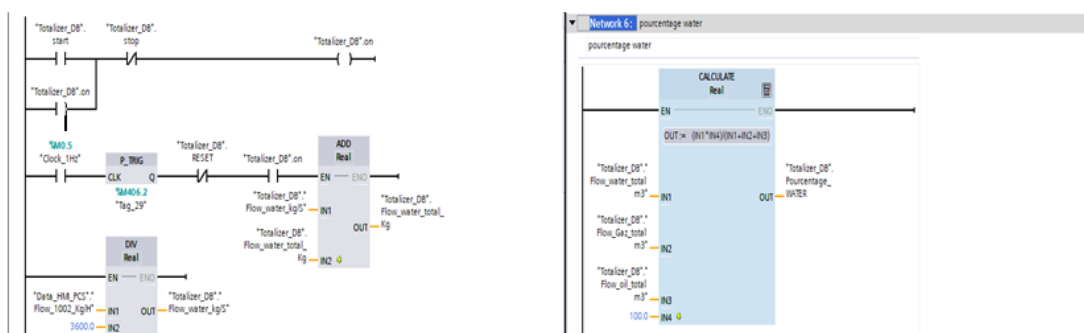 "Totalizer_DB".
start
"Totalizer_DB".
stop
"Totalizer_DB".on
"Totalizer_DB".on
%M0.5
"Clock_1Hz"
P_TRIG
CLK Q
%M406.2
"Tag_29"
"Totalizer_DB".
RESET
"Totalizer_DB".on
ADD
Real
EN ENO
"Totalizer_DB"."
Flow_water_kg/S"
IN1
"Totalizer_DB".
Flow_water_total_
Kg
IN2
OUT
"Totalizer_DB".
Flow_water_total_
Kg
DIV
Real
EN ENO
"Data_HMI_PCS"."
Flow_1002_Kg/H"
IN1
OUT
"Totalizer_DB"."
Flow_water_kg/S"
3600.0
IN2
Network 6: pourcentage water
pourcentage water
CALCULATE
Real
EN ENO
OUT := (IN1*IN4)/(IN1+IN2+IN3)
"Totalizer_DB"."
Flow_water_total
m3"
IN1
OUT
"Totalizer_DB".
Pourcentage_
WATER
"Totalizer_DB"."
Flow_Gaz_total
m3"
IN2
"Totalizer_DB"."
Flow_oil_total
m3"
IN3
100.0
IN4